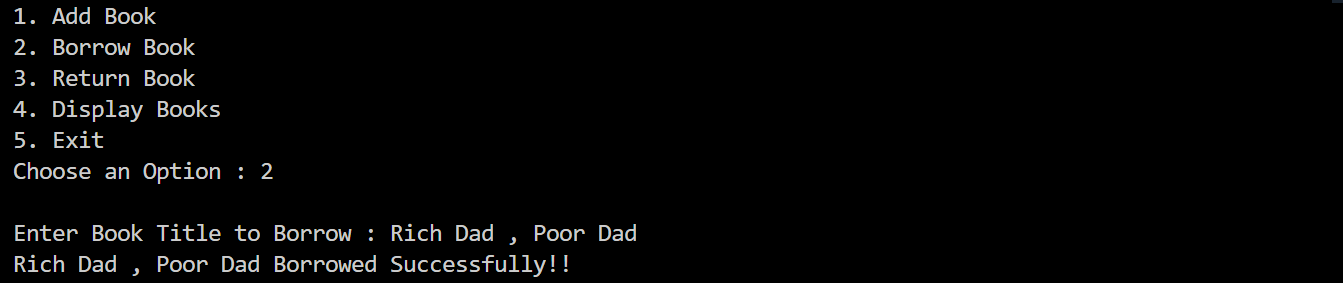 1. Add Book
2. Borrow Book
3. Return Book
4. Display Books
5. Exit
Choose an Option : 2
Enter Book Title to Borrow : Rich Dad , Poor Dad
Rich Dad , Poor Dad Borrowed Successfully!!